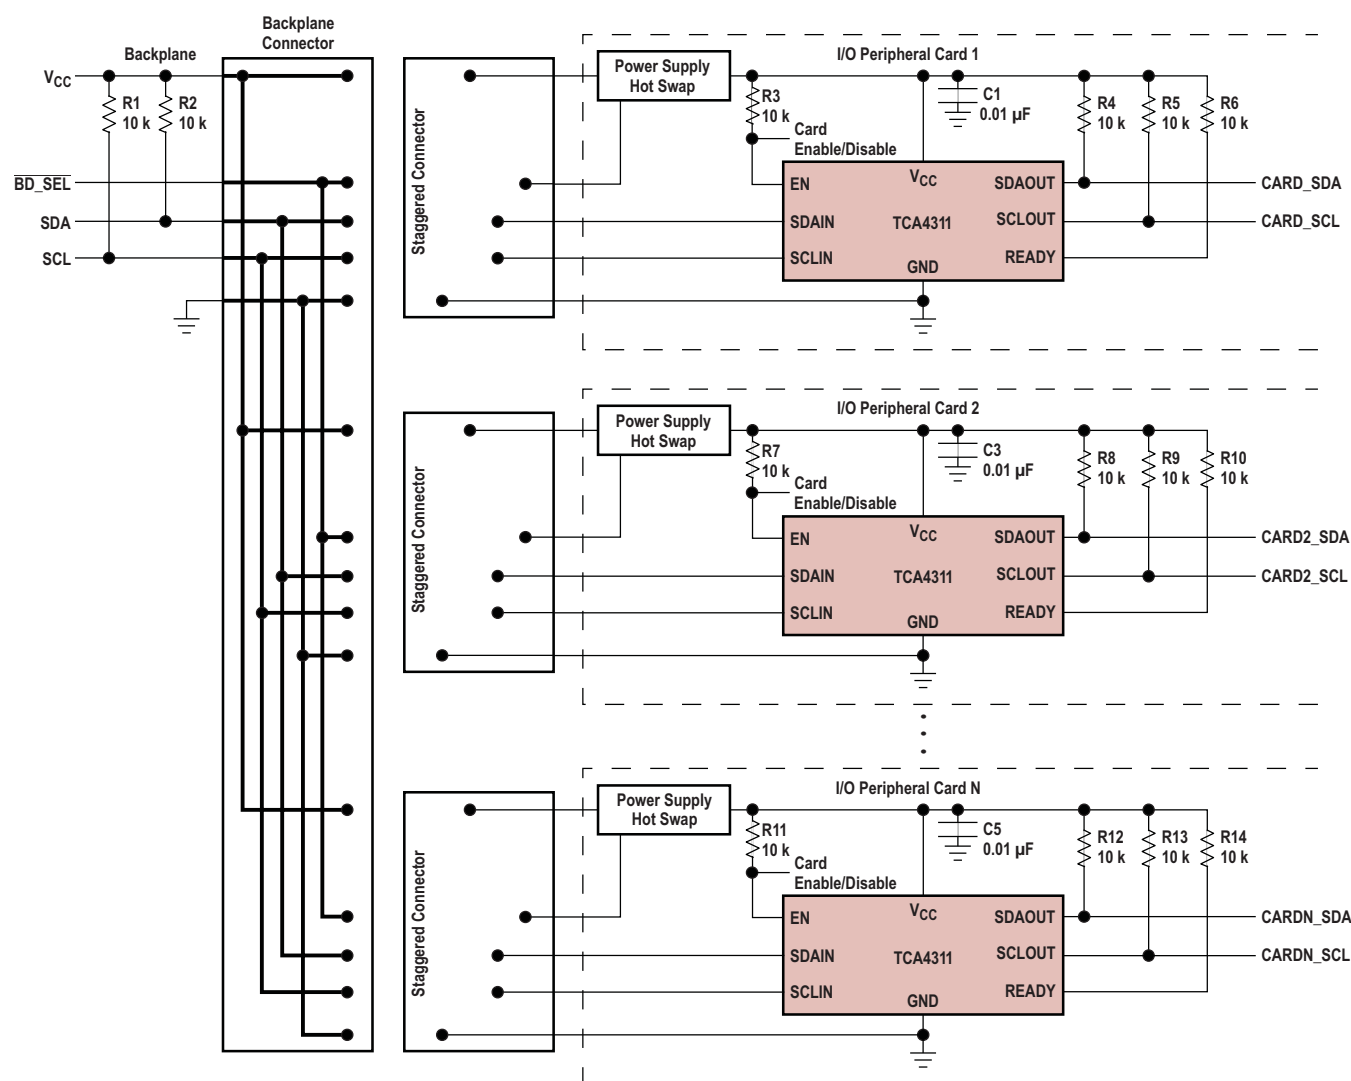 Backplane
Connector
Backplane
VCC
R1
10 k
R2
10 k
BD_SEL
SDA
SCL
Staggered Connector
I/O Peripheral Card 1
Power Supply
Hot Swap
R3
10 k
C1
0.01 µF
R4
10 k
R5
10 k
R6
10 k
Card
Enable/Disable
VCC
EN
SDAIN
SCLIN
TCA4311
GND
SDAOUT
SCLOUT
READY
CARD_SDA
CARD_SCL
Staggered Connector
I/O Peripheral Card 2
Power Supply
Hot Swap
R7
10 k
C3
0.01 µF
R8
10 k
R9
10 k
R10
10 k
Card
Enable/Disable
VCC
EN
SDAIN
SCLIN
TCA4311
GND
SDAOUT
SCLOUT
READY
CARD2_SDA
CARD2_SCL
Staggered Connector
I/O Peripheral Card N
Power Supply
Hot Swap
R11
10 k
C5
0.01 µF
R12
10 k
R13
10 k
R14
10 k
Card
Enable/Disable
VCC
EN
SDAIN
SCLIN
TCA4311
GND
SDAOUT
SCLOUT
READY
CARDN_SDA
CARDN_SCL